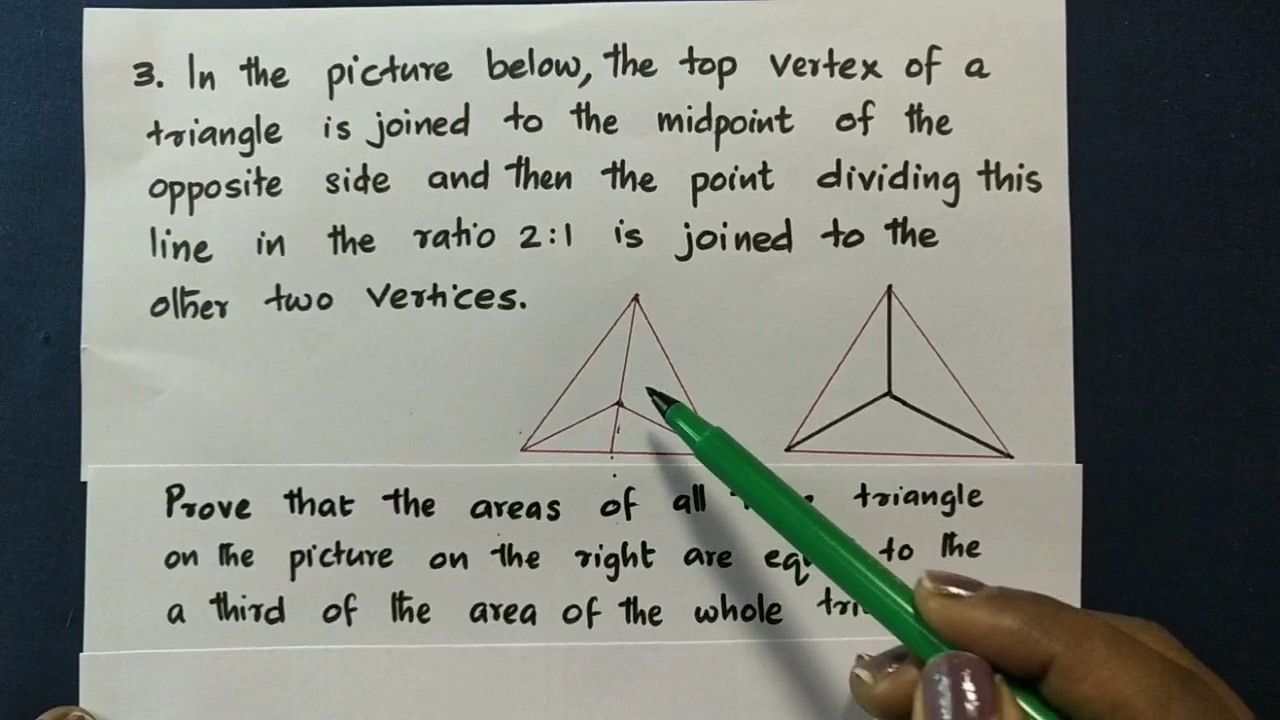 3. In the picture below, the top vertex of a
triangle is joined to the midpoint of the
opposite side and then the point dividing this
line in the ratio 2:1 is joined to the
other two vertices.
Prove that the areas of all triangle
on the picture on the right are to the
a third of the area of the whole